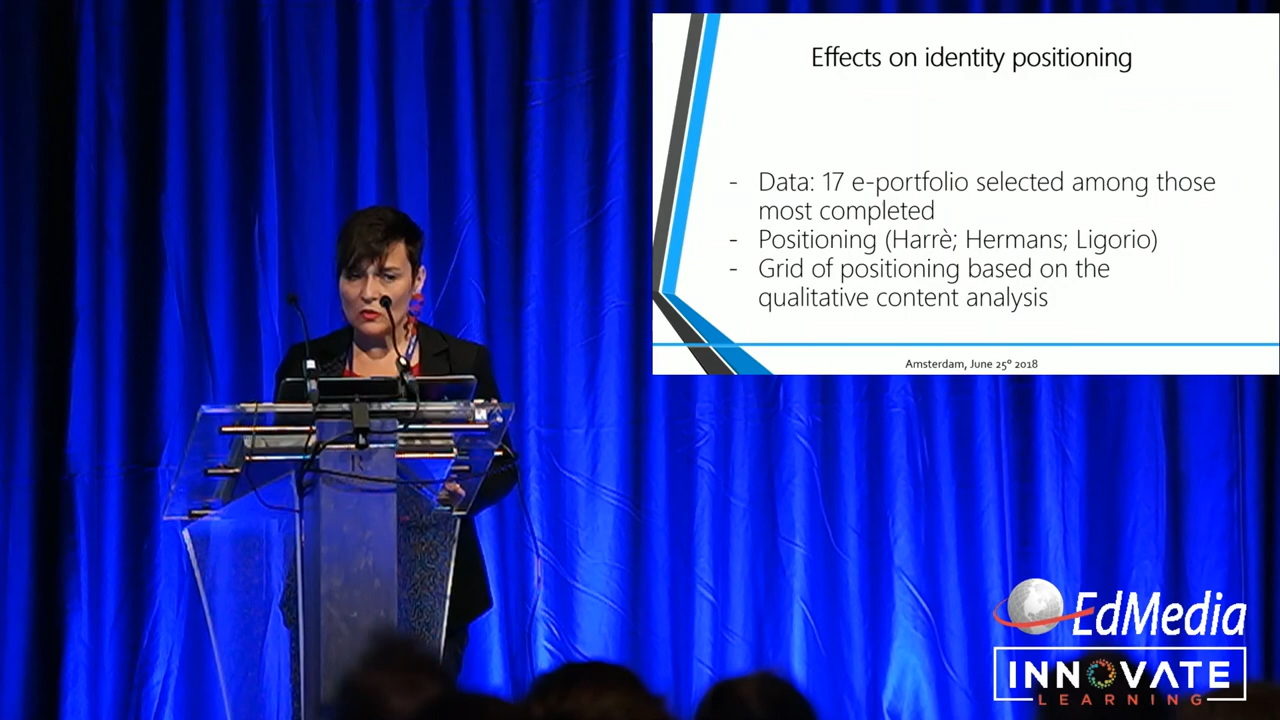 Effects on identity positioning
- Data: 17 e-portfolio selected among those
most completed
- Positioning (Harrè; Hermans; Ligorio)
- Grid of positioning based on the
qualitative content analysis
Amsterdam, June 25º 2018
R
EdMedia
INNOVATE
LEARNING